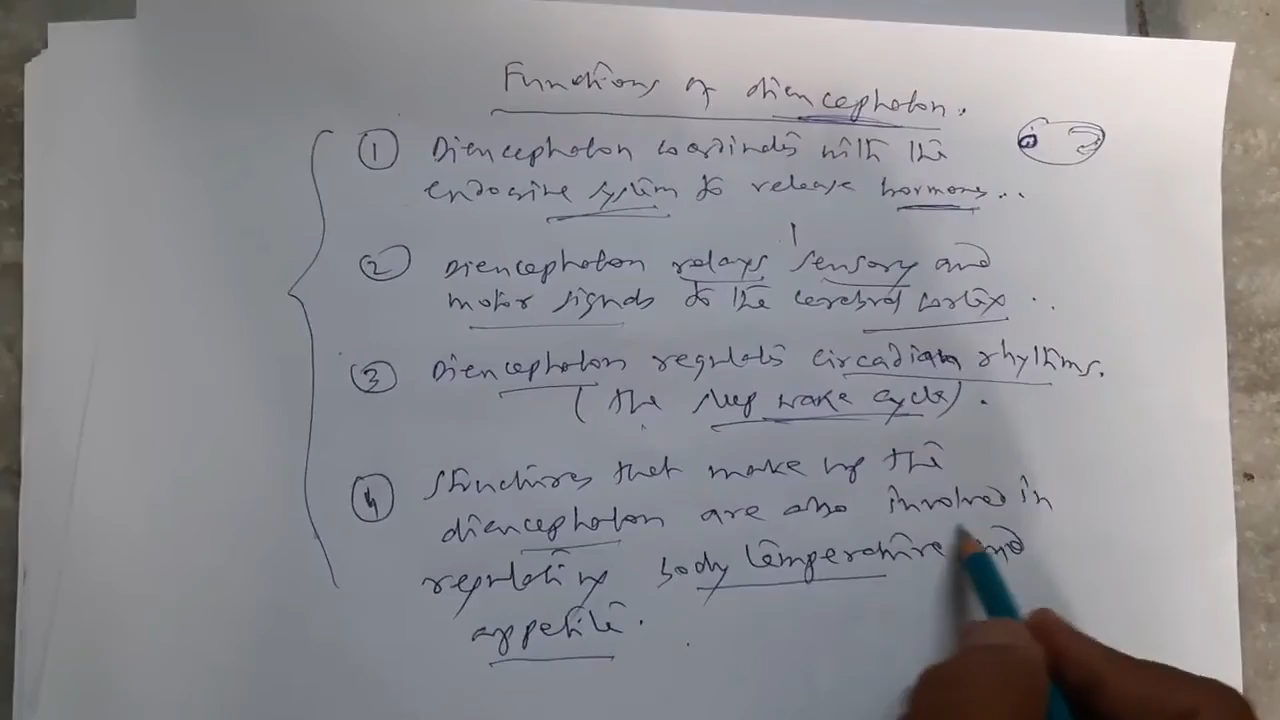 Functions of diencephalon.
① Diencephalon coordinates with the
endocrine system to release hormones...
② Diencephalon relays sensory and
motor signals to the cerebral cortex..
③ Diencephalon regulates circadian rhythms.
(the sleep wake cycle).
④ Structures that make up the
diencephalon are also involved in
regulating body temperature and
appetite.